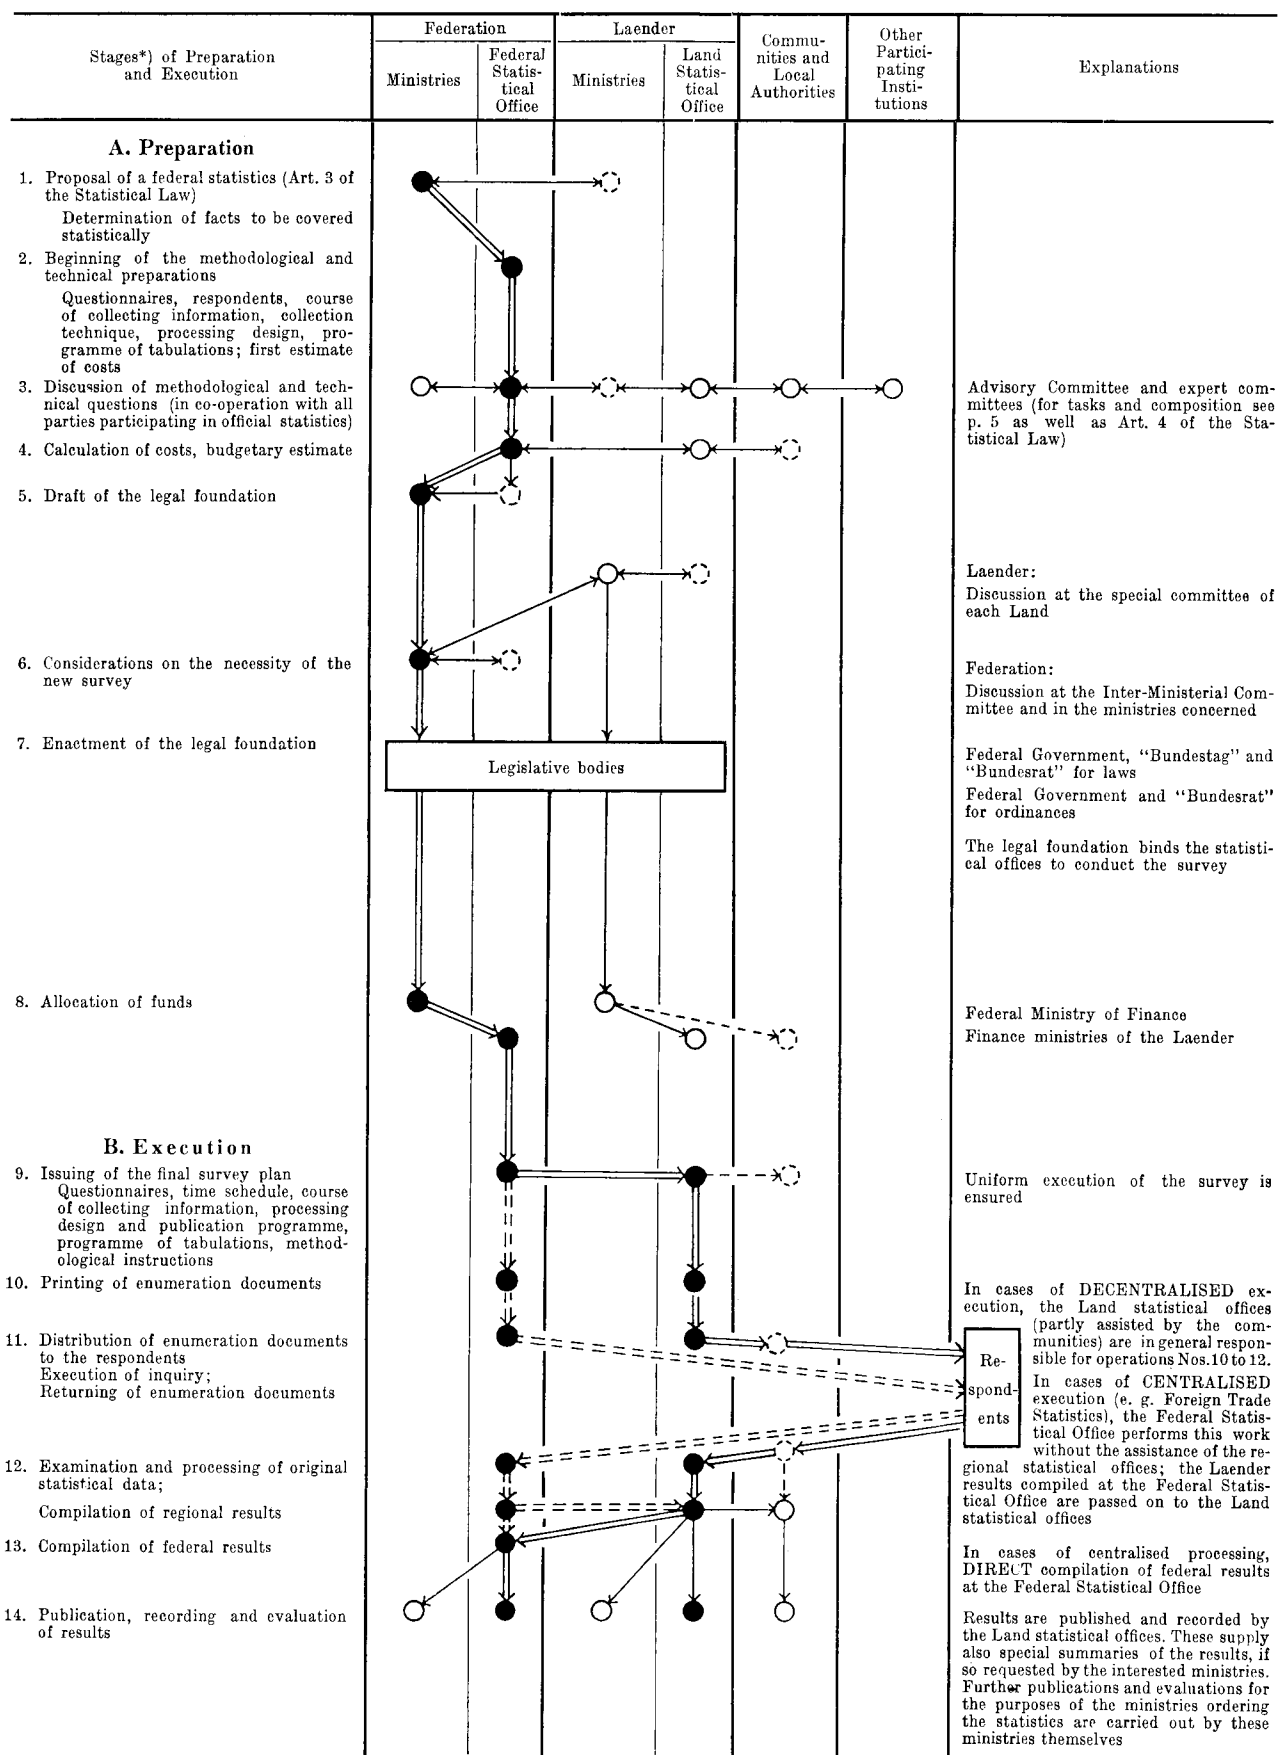 Stages*) of Preparation
and Execution
Federation
Ministries
Federal
Statis-
tical
Office
Laender
Ministries
Land
Statis-
tical
Office
Commu-
nities and
Local
Authorities
Other
Partici-
pating
Insti-
tutions
Explanations
A. Preparation
1. Proposal of a federal statistics (Art. 3 of
the Statistical Law)
Determination of facts to be covered
statistically
2. Beginning of the methodological and
technical preparations
Questionnaires, respondents, course
of collecting information, collection
technique, processing design, pro-
gramme of tabulations; first estimate
of costs
3. Discussion of methodological and tech-
nical questions (in co-operation with all
parties participating in official statistics)
Advisory Committee and expert com-
mittees (for tasks and composition see
p. 5 as well as Art. 4 of the Sta-
tistical Law)
4. Calculation of costs, budgetary estimate
5. Draft of the legal foundation
Laender:
Discussion at the special committee of
each Land
6. Considerations on the necessity of the
new survey
Federation:
Discussion at the Inter-Ministerial Com-
mittee and in the ministries concerned
7. Enactment of the legal foundation
Legislative bodies
Federal Government, “Bundestag” and
“Bundesrat” for laws
Federal Government and “Bundesrat”
for ordinances
The legal foundation binds the statisti-
cal offices to conduct the survey
8. Allocation of funds
Federal Ministry of Finance
Finance ministries of the Laender
B. Execution
9. Issuing of the final survey plan
Questionnaires, time schedule, course
of collecting information, processing
design and publication programme,
programme of tabulations, method-
ological instructions
Uniform execution of the survey is
ensured
10. Printing of enumeration documents
11. Distribution of enumeration documents
to the respondents
Execution of inquiry;
Returning of enumeration documents
Re-
spond-
ents
In cases of DECENTRALISED ex-
ecution, the Land statistical offices
(partly assisted by the com-
munities) are in general respon-
sible for operations Nos. 10 to 12.
In cases of CENTRALISED
execution (e. g. Foreign Trade
Statistics), the Federal Statis-
tical Office performs this work
without the assistance of the re-
gional statistical offices; the Laender
results compiled at the Federal Statis-
tical Office are passed on to the Land
statistical offices
12. Examination and processing of original
statistical data;
Compilation of regional results
13. Compilation of federal results
In cases of centralised processing,
DIRECT compilation of federal results
at the Federal Statistical Office
14. Publication, recording and evaluation
of results
Results are published and recorded by
the Land statistical offices. These supply
also special summaries of the results, if
so requested by the interested ministries.
Further publications and evaluations for
the purposes of the ministries ordering
the statistics are carried out by these
ministries themselves